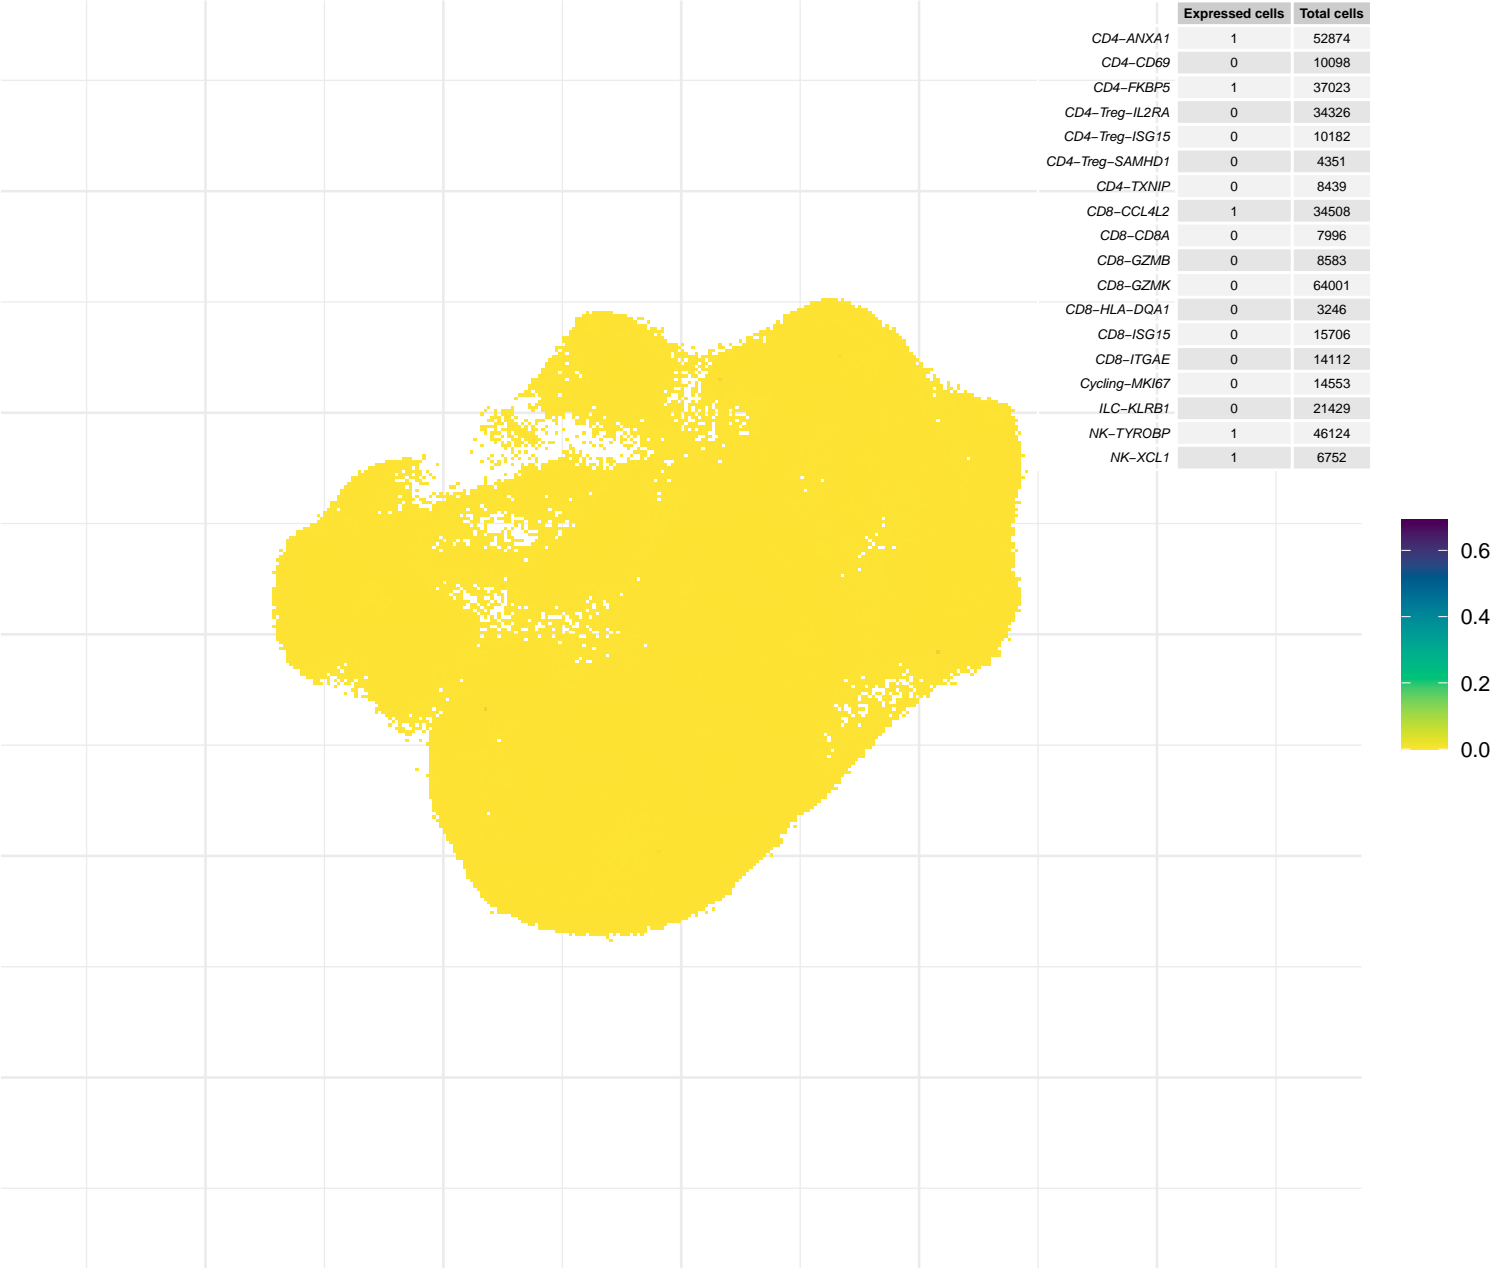 Expressed cells Total cells
CD4−ANXA1 1 52874
CD4−CD69 0 10098
CD4−FKBP5 1 37023
CD4−Treg−IL2RA 0 34326
CD4−Treg−ISG15 0 10182
CD4−Treg−SAMHD1 0 4351
CD4−TXNIP 0 8439
CD8−CCL4L2 1 34508
CD8−CD8A 0 7996
CD8−GZMB 0 8583
CD8−GZMK 0 64001
CD8−HLA−DQA1 0 3246
CD8−ISG15 0 15706
CD8−ITGAE 0 14112
Cycling−MKI67 0 14553
ILC−KLRB1 0 21429
NK−TYROBP 1 46124
NK−XCL1 1 6752
0.6
0.4
0.2
0.0